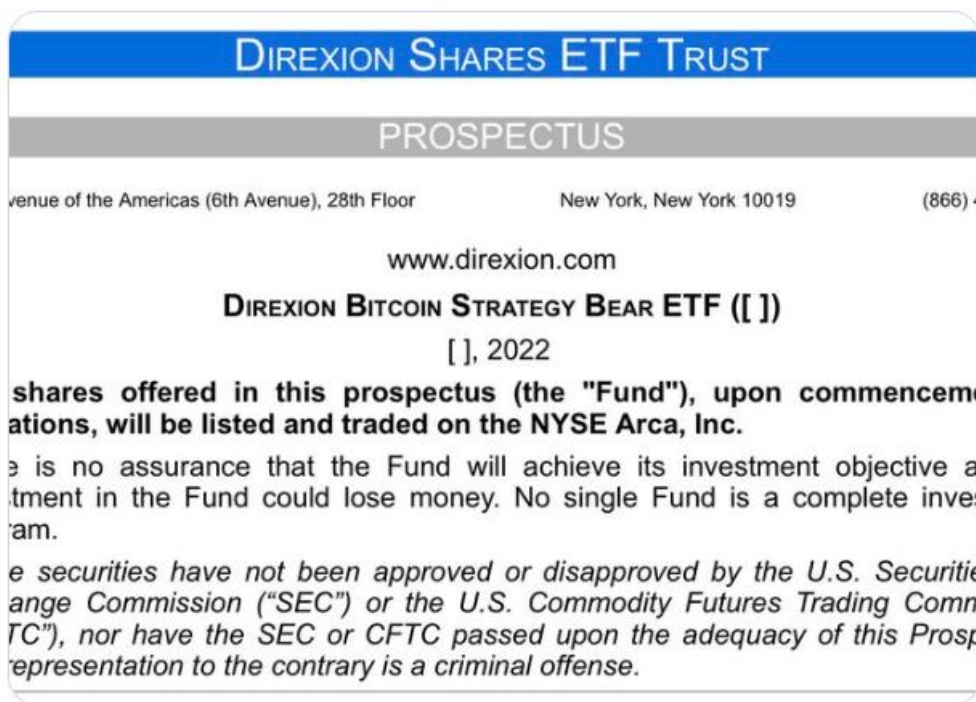 DIREXION SHARES ETF TRUST
PROSPECTUS
venue of the Americas (6th Avenue), 28th Floor New York, New York 10019 (866)
www.direxion.com
DIREXION BITCOIN STRATEGY BEAR ETF ([ ])
[ ], 2022
shares offered in this prospectus (the "Fund"), upon commenceme
ations, will be listed and traded on the NYSE Arca, Inc.
e is no assurance that the Fund will achieve its investment objective a
stment in the Fund could lose money. No single Fund is a complete inves
am.
e securities have not been approved or disapproved by the U.S. Securitie
ange Commission (“SEC”) or the U.S. Commodity Futures Trading Comm
TC”), nor have the SEC or CFTC passed upon the adequacy of this Prosp
epresentation to the contrary is a criminal offense.